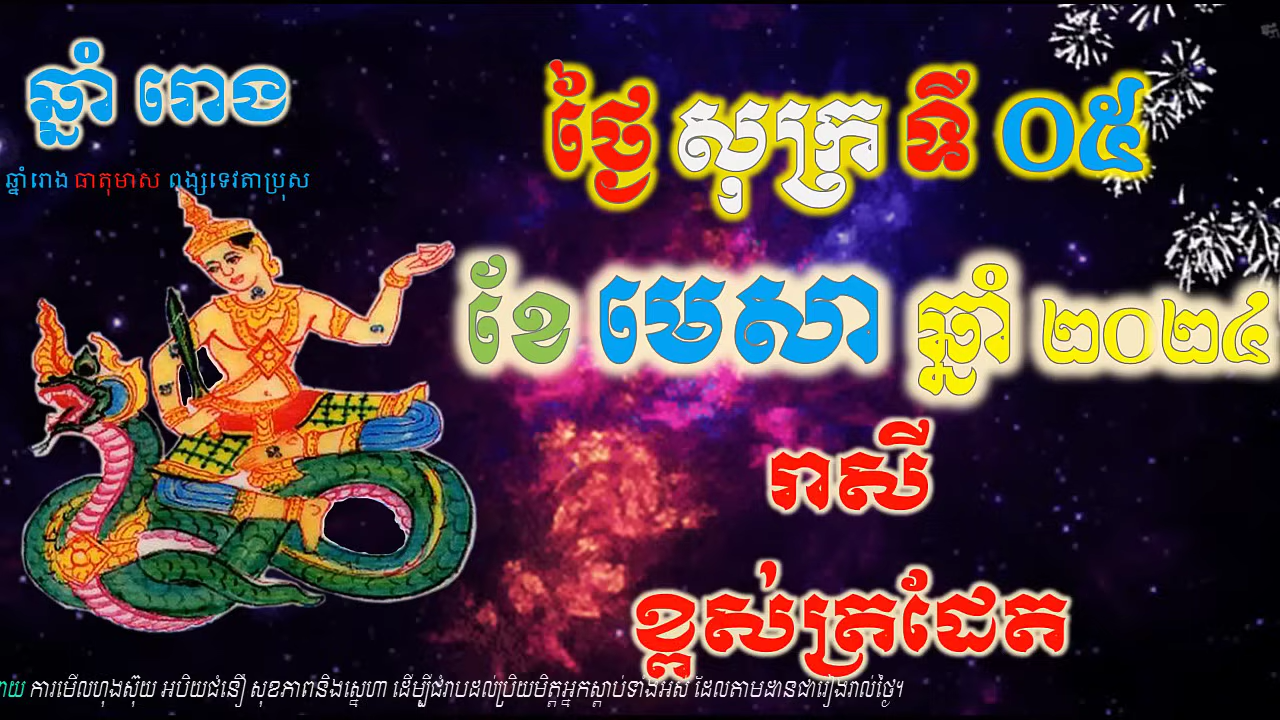 ឆ្នាំ រោង
ឆ្នាំរោង ធាតុមាស ពង្សទេវតាប្រុស
ថ្ងៃ សុក្រ ទី ០៥
ខែ មេសា ឆ្នាំ ២០២៤
រាសី
ខ្ពស់ត្រដែត
ការមើលហុងស៊ុយ អបិយជំនឿ សុខភាពនិងស្នេហា ដើម្បីជំរាបដល់ប្រិយមិត្តអ្នកស្តាប់ទាំងអស់ ដែលតាមដានជារៀងរាល់ថ្ងៃ។